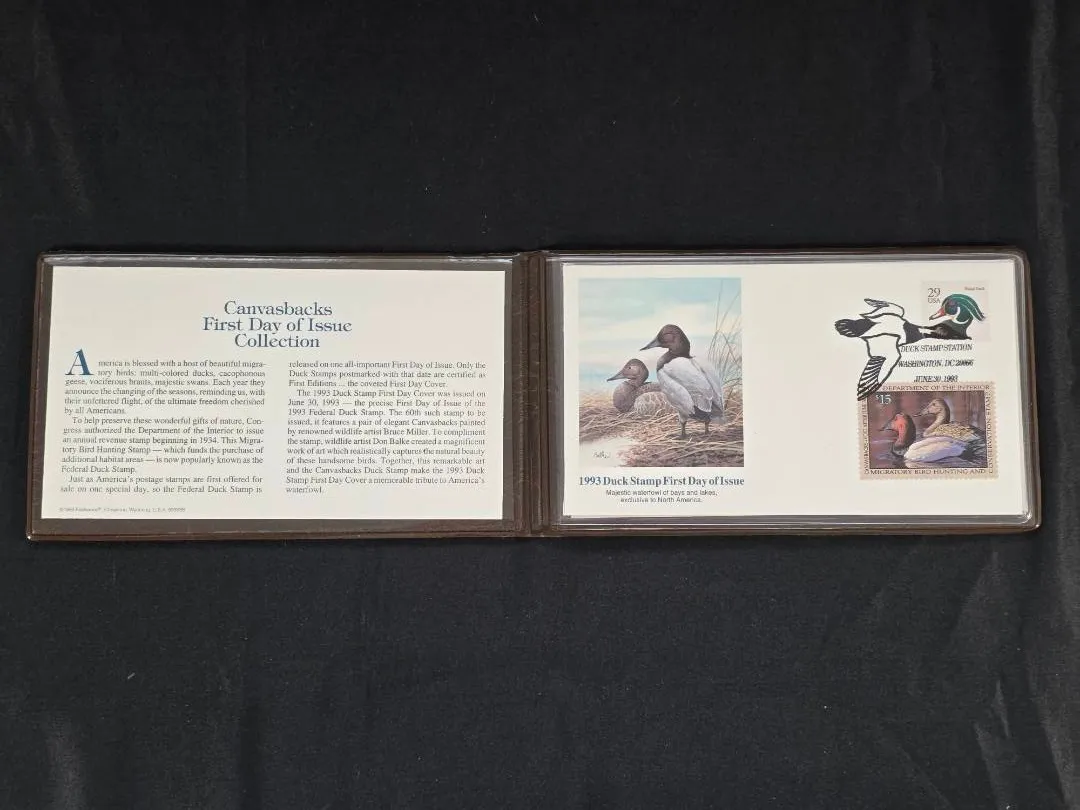 Canvasbacks
First Day of Issue
Collection
America is blessed with a host of beautiful migra-
tory birds: multi-colored ducks, cacophonous
geese, vociferous brants, majestic swans. Each year they
announce the changing of the seasons, reminding us, with
their unfettered flight, of the ultimate freedom cherished
by all Americans.
To help preserve these wonderful gifts of nature, Con-
gress authorized the Department of the Interior to issue
an annual revenue stamp beginning in 1934. This Migra-
tory Bird Hunting Stamp — which funds the purchase of
additional habitat areas — is now popularly known as the
Federal Duck Stamp.
Just as America's postage stamps are first offered for
sale on one special day, so the Federal Duck Stamp is
released on one all-important First Day of Issue. Only the
Duck Stamps postmarked with that date are certified as
First Editions ... the coveted First Day Cover.
The 1993 Duck Stamp First Day Cover was issued on
June 30, 1993 — the precise First Day of Issue of the
1993 Federal Duck Stamp. The 60th such stamp to be
issued, it features a pair of elegant Canvasbacks painted
by renowned wildlife artist Bruce Miller. To compliment
the stamp, wildlife artist Don Balke created a magnificent
work of art which realistically captures the natural beauty
of these handsome birds. Together, this remarkable art
and the Canvasbacks Duck Stamp make the 1993 Duck
Stamp First Day Cover a memorable tribute to America's
waterfowl.
1993 Duck Stamp First Day of Issue
Majestic waterfowl of bays and lakes,
exclusive to North America.
29
USA
Wood Duck
DUCK STAMP STATION
WASHINGTON, DC 20066
JUNE 30, 1993
DEPARTMENT OF THE INTERIOR
$15
MIGRATORY BIRD HUNTING AND